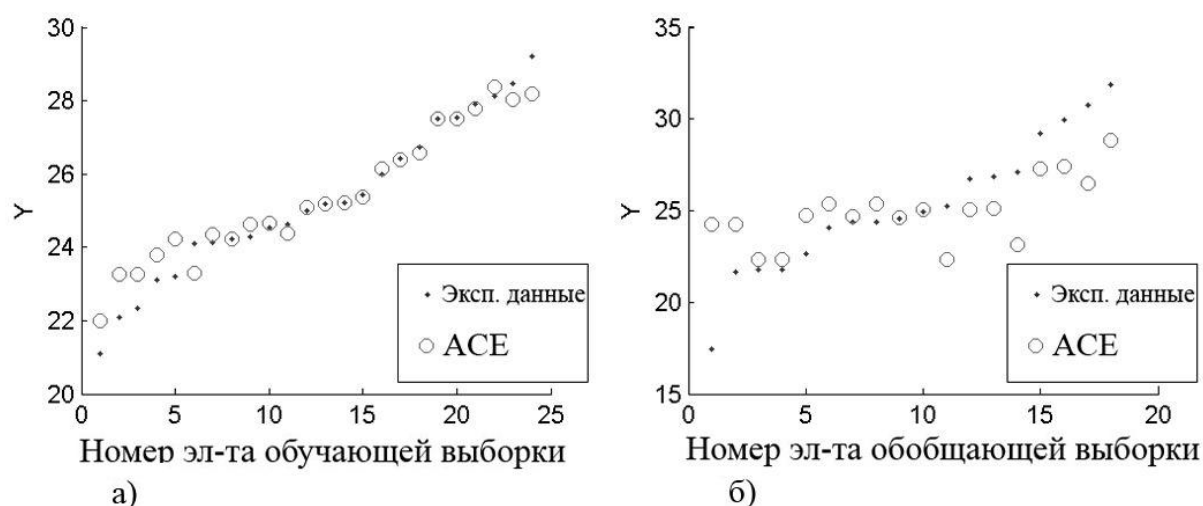 30
28
26
24
22
20
Y
0
5
10
15
20
25
Эксп. данные
ACE
Номер эл-та обучающей выборки
а)
35
30
25
20
15
Y
0
5
10
15
20
Эксп. данные
ACE
Номер эл-та обобщающей выборки
б)